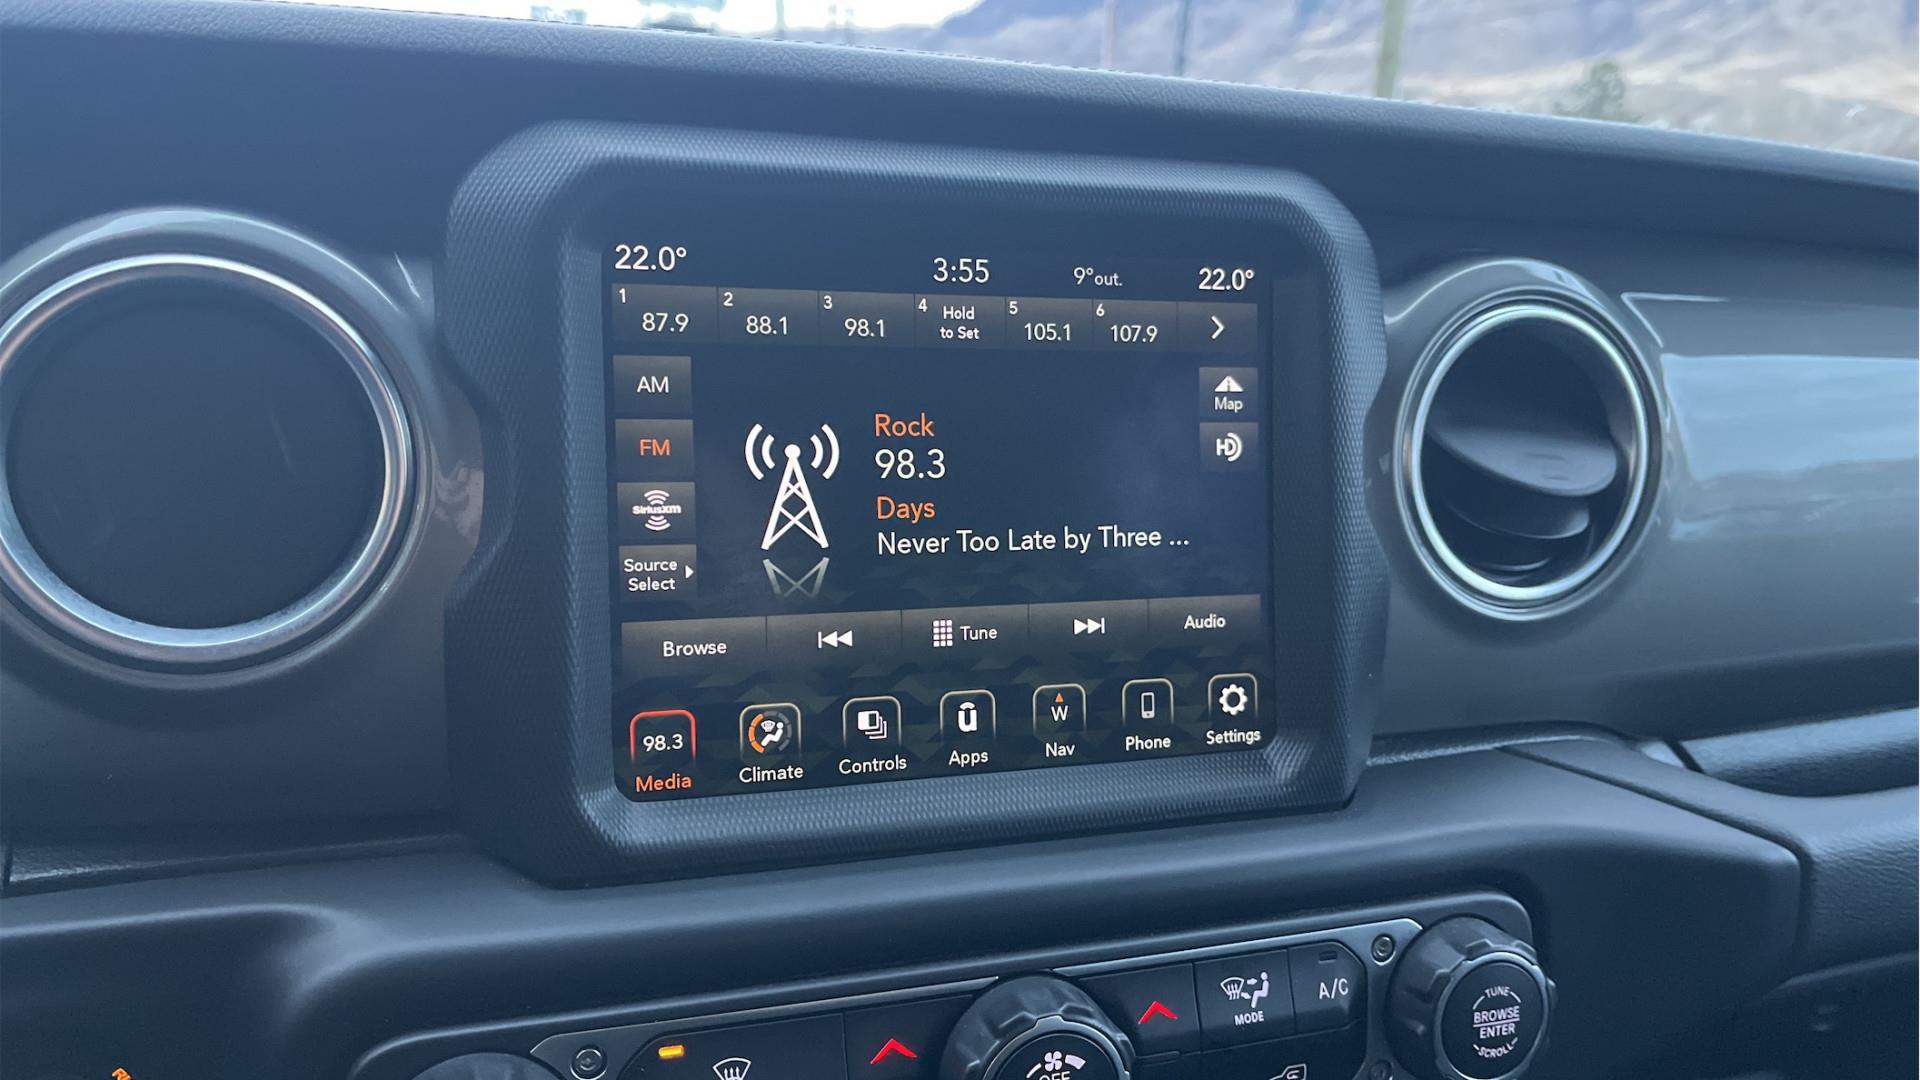 22.0° 3:55 9°out. 22.0°
1 87.9 2 88.1 3 98.1 4 Hold to Set 5 105.1 6 107.9
AM
Map
Rock
FM
98.3
HD
SiriusXM
Days
Never Too Late by Three ...
Source
Select
Browse Tune Audio
98.3 W
Media Climate Controls Apps Nav Phone Settings
MODE
A/C
TUNE
BROWSE
ENTER
SCROLL
OFF